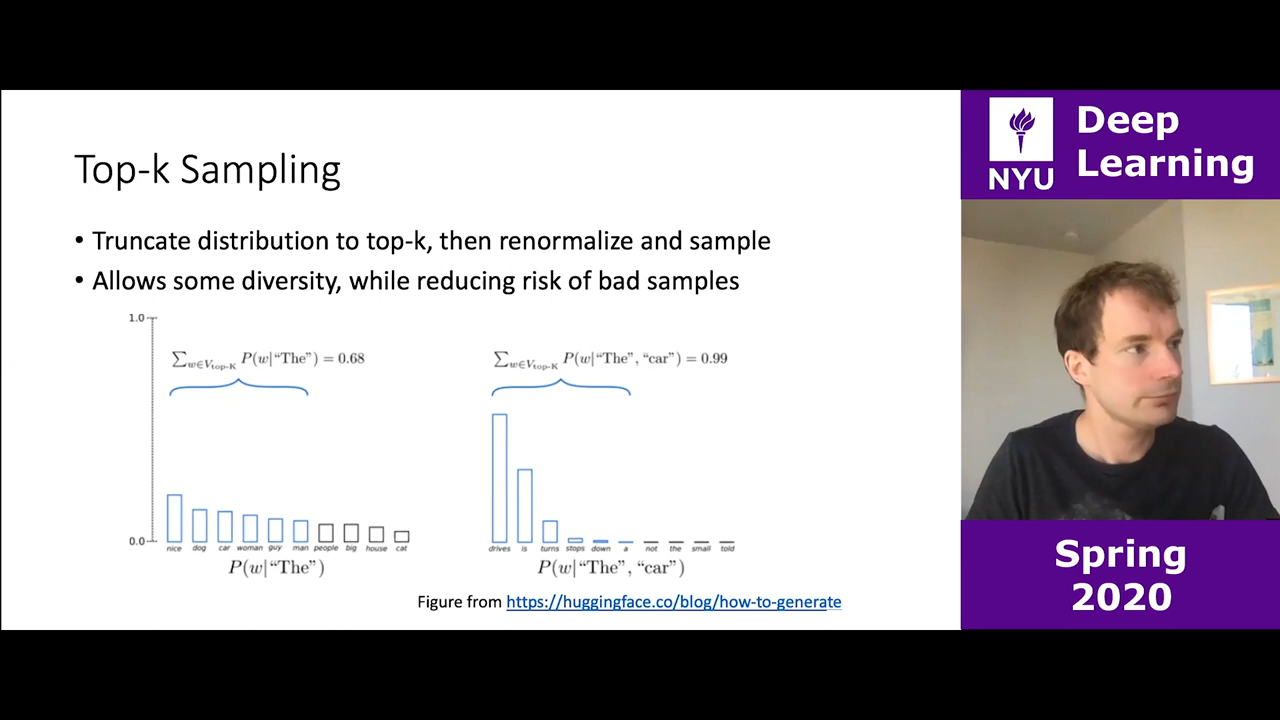 Top-k Sampling
• Truncate distribution to top-k, then renormalize and sample
• Allows some diversity, while reducing risk of bad samples
1.0
∑w∈Vtop-K P(w|“The”) = 0.68
∑w∈Vtop-K P(w|“The”, “car”) = 0.99
0.0
nice dog car woman guy man people big house cat
drives is turns stops down a not the small told
P(w|“The”)
P(w|“The”, “car”)
Figure from https://huggingface.co/blog/how-to-generate
NYU
Deep
Learning
Spring
2020